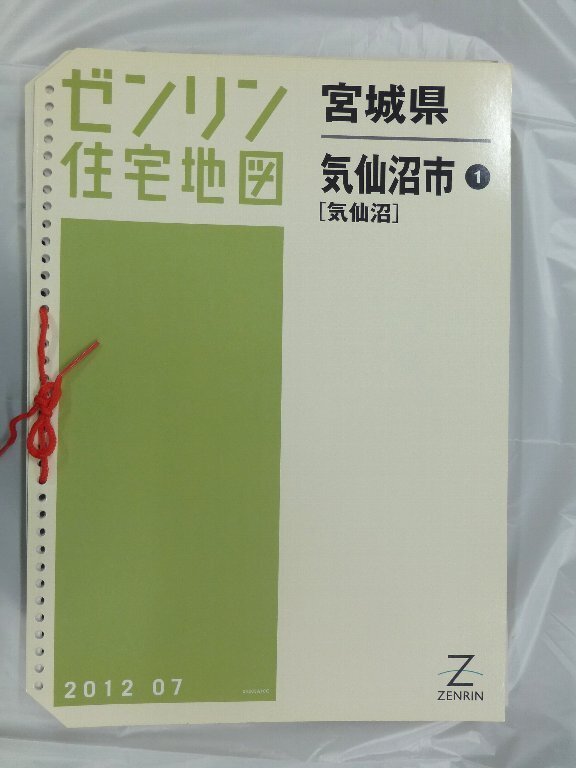 ゼンリン
住宅地図
宮城県
気仙沼市 1
[気仙沼]
2012 07
ZENRIN